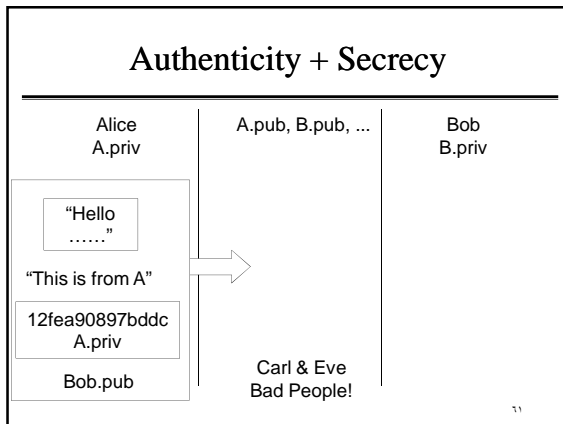 Authenticity + Secrecy
Alice
A.priv
A.pub, B.pub, ...
Bob
B.priv
“Hello
……”
“This is from A”
12fea90897bddc
A.priv
Bob.pub
Carl & Eve
Bad People!
٦١